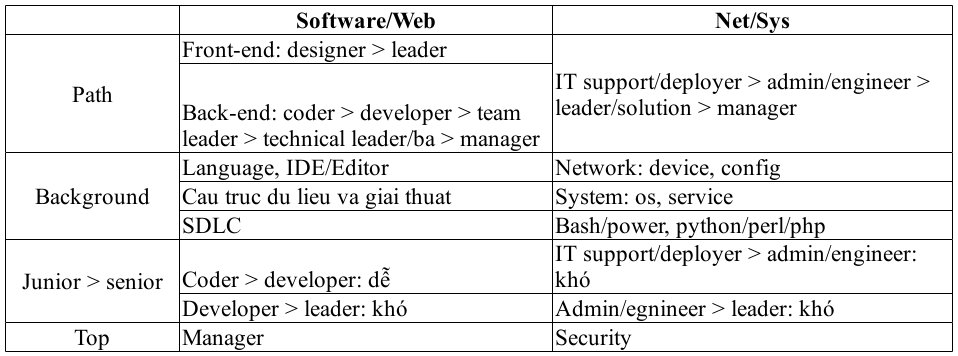 Software/Web
Net/Sys
Path
Front-end: designer > leader
Back-end: coder > developer > team
leader > technical leader/ba > manager
IT support/deployer > admin/engineer >
leader/solution > manager
Background
Language, IDE/Editor
Network: device, config
Cau truc du lieu va giai thuat
System: os, service
SDLC
Bash/power, python/perl/php
Junior > senior
Coder > developer: dễ
IT support/deployer > admin/engineer:
khó
Developer > leader: khó
Admin/egnineer > leader: khó
Top
Manager
Security